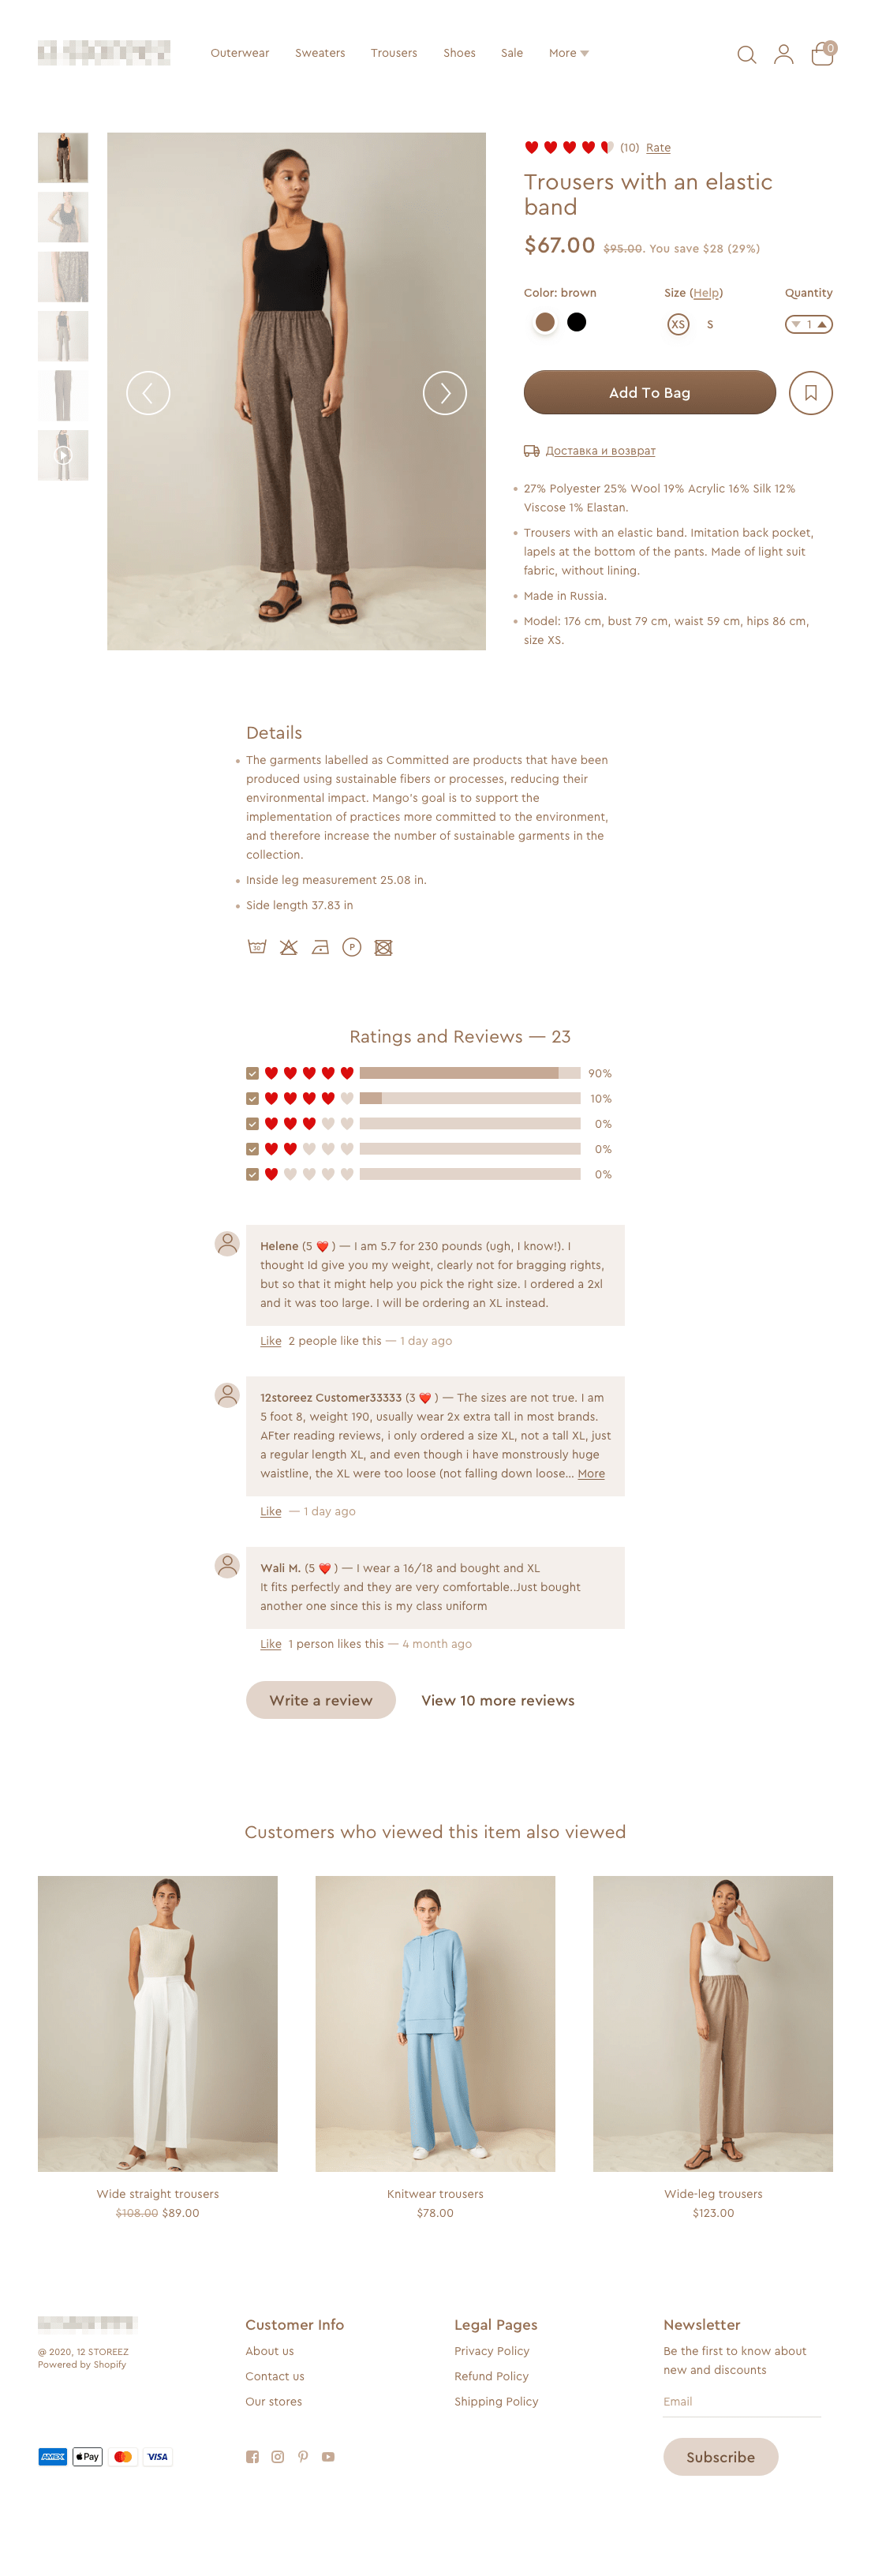 Outerwear Sweaters Trousers Shoes Sale More
0
(10) Rate
Trousers with an elastic
band
$67.00 $95.00. You save $28 (29%)
Color: brown Size (Help) Quantity
XS S 1
Add To Bag
Доставка и возврат
27% Polyester 25% Wool 19% Acrylic 16% Silk 12%
Viscose 1% Elastan.
Trousers with an elastic band. Imitation back pocket,
lapels at the bottom of the pants. Made of light suit
fabric, without lining.
Made in Russia.
Model: 176 cm, bust 79 cm, waist 59 cm, hips 86 cm,
size XS.
Details
The garments labelled as Committed are products that have been
produced using sustainable fibers or processes, reducing their
environmental impact. Mango's goal is to support the
implementation of practices more committed to the environment,
and therefore increase the number of sustainable garments in the
collection.
Inside leg measurement 25.08 in.
Side length 37.83 in
30 P
Ratings and Reviews — 23
90%
10%
0%
0%
0%
Helene (5 ❤️ ) — I am 5.7 for 230 pounds (ugh, I know!). I
thought Id give you my weight, clearly not for bragging rights,
but so that it might help you pick the right size. I ordered a 2xl
and it was too large. I will be ordering an XL instead.
Like 2 people like this — 1 day ago
12storeez Customer33333 (3 ❤️ ) — The sizes are not true. I am
5 foot 8, weight 190, usually wear 2x extra tall in most brands.
AFter reading reviews, i only ordered a size XL, not a tall XL, just
a regular length XL, and even though i have monstrously huge
waistline, the XL were too loose (not falling down loose... More
Like — 1 day ago
Wali M. (5 ❤️ ) — I wear a 16/18 and bought and XL
It fits perfectly and they are very comfortable..Just bought
another one since this is my class uniform
Like 1 person likes this — 4 month ago
Write a review View 10 more reviews
Customers who viewed this item also viewed
Wide straight trousers
$108.00 $89.00
Knitwear trousers
$78.00
Wide-leg trousers
$123.00
@ 2020, 12 STOREEZ
Powered by Shopify
Customer Info
About us
Contact us
Our stores
Legal Pages
Privacy Policy
Refund Policy
Shipping Policy
Newsletter
Be the first to know about
new and discounts
Email
Subscribe
AMEX Pay VISA